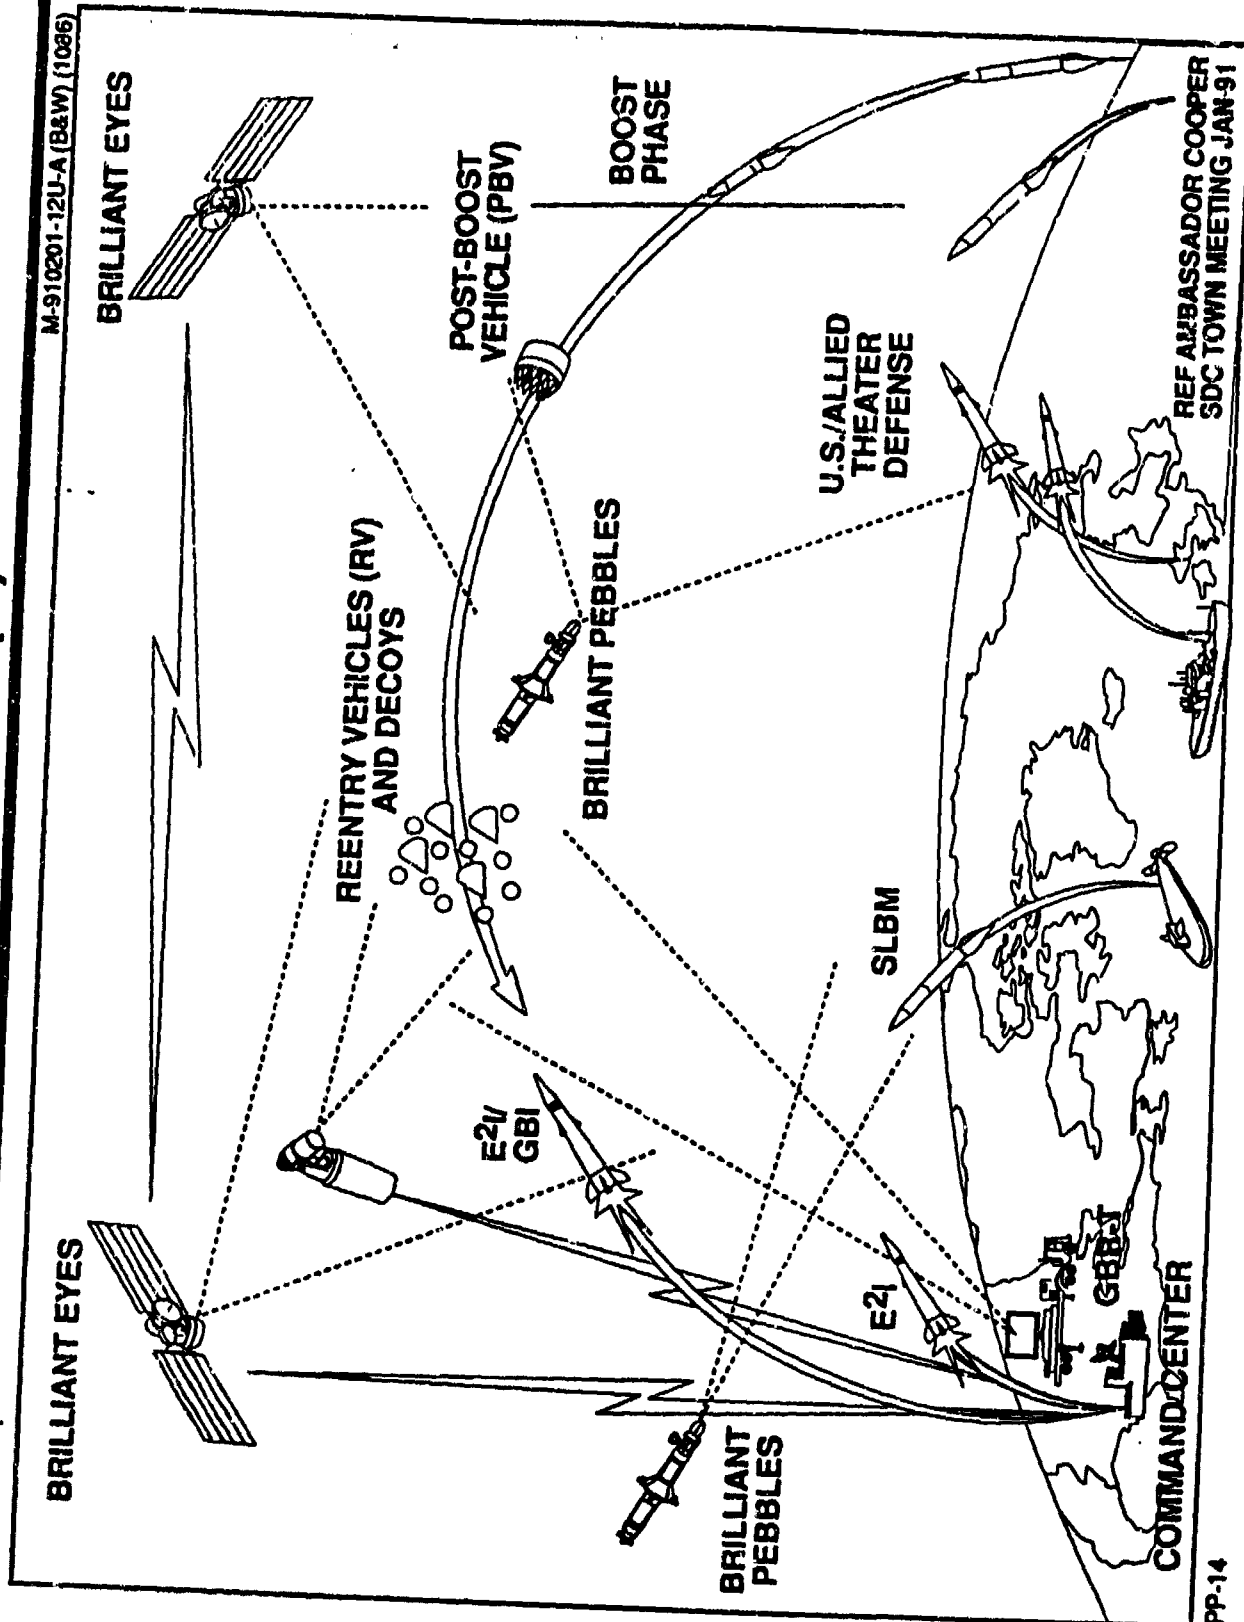 M-910201-12U-A (B&W) (1086)
BRILLIANT EYES
BRILLIANT EYES
REENTRY VEHICLES (RV)
AND DECOYS
POST-BOOST
VEHICLE (PBV)
BOOST
PHASE
E²I/
GBI
BRILLIANT PEBBLES
BRILLIANT
PEBBLES
U.S./ALLIED
THEATER
DEFENSE
SLBM
E²I
GBRST
COMMAND CENTER
REF AMBASSADOR COOPER
SDC TOWN MEETING JAN-91
PP-14